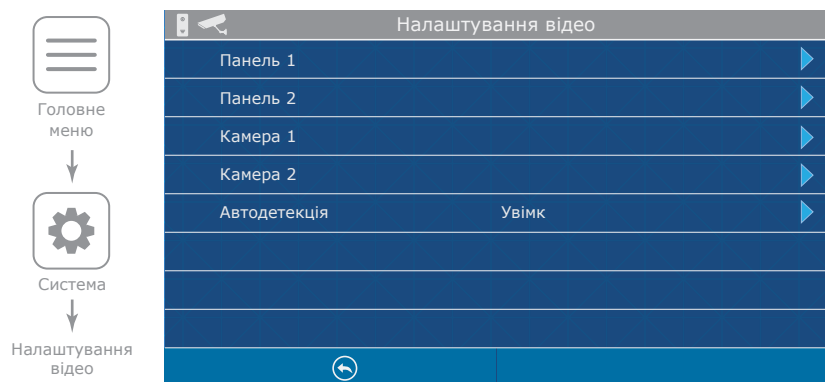 Головне
меню
Система
Налаштування
відео
Налаштування відео
Панель 1
Панель 2
Камера 1
Камера 2
Автодетекція Увімк